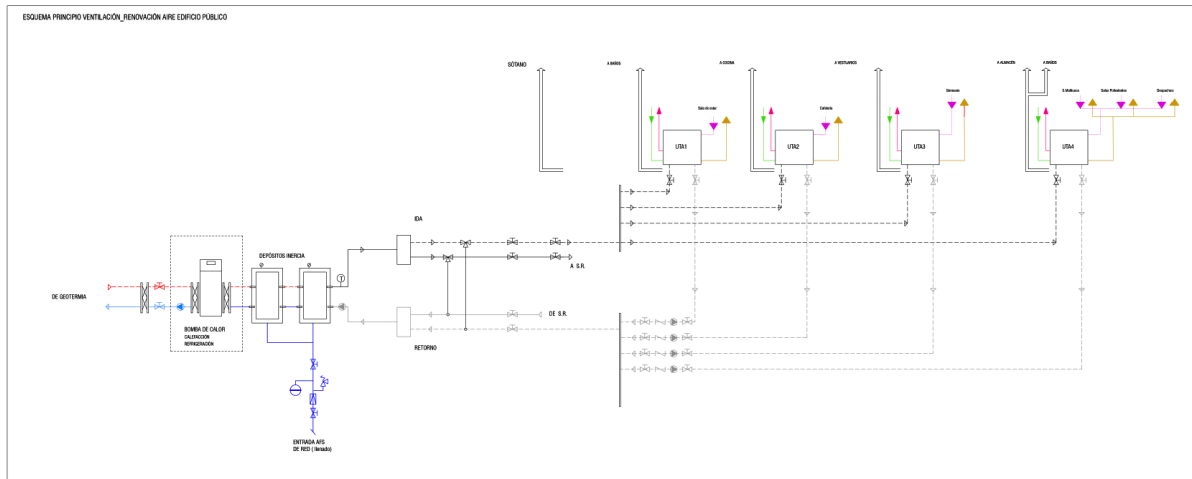 ESQUEMA PRINCIPIO VENTILACIÓN_RENOVACIÓN AIRE EDIFICIO PÚBLICO
SÓTANO
A BAÑOS
A COCINA
A VESTUARIOS
A ALMACÉN
A BAÑOS
Sala de estar
Cafetería
Gimnasio
S.Multiusos
Salas Polivalentes
Despachos
UTA1
UTA2
UTA3
UTA4
IDA
A S.R.
DEPÓSITOS INERCIA
T
DE GEOTERMIA
BOMBA DE CALOR
CALEFACCIÓN
REFRIGERACIÓN
DE S.R.
RETORNO
ENTRADA AFS
DE RED ( llenado)